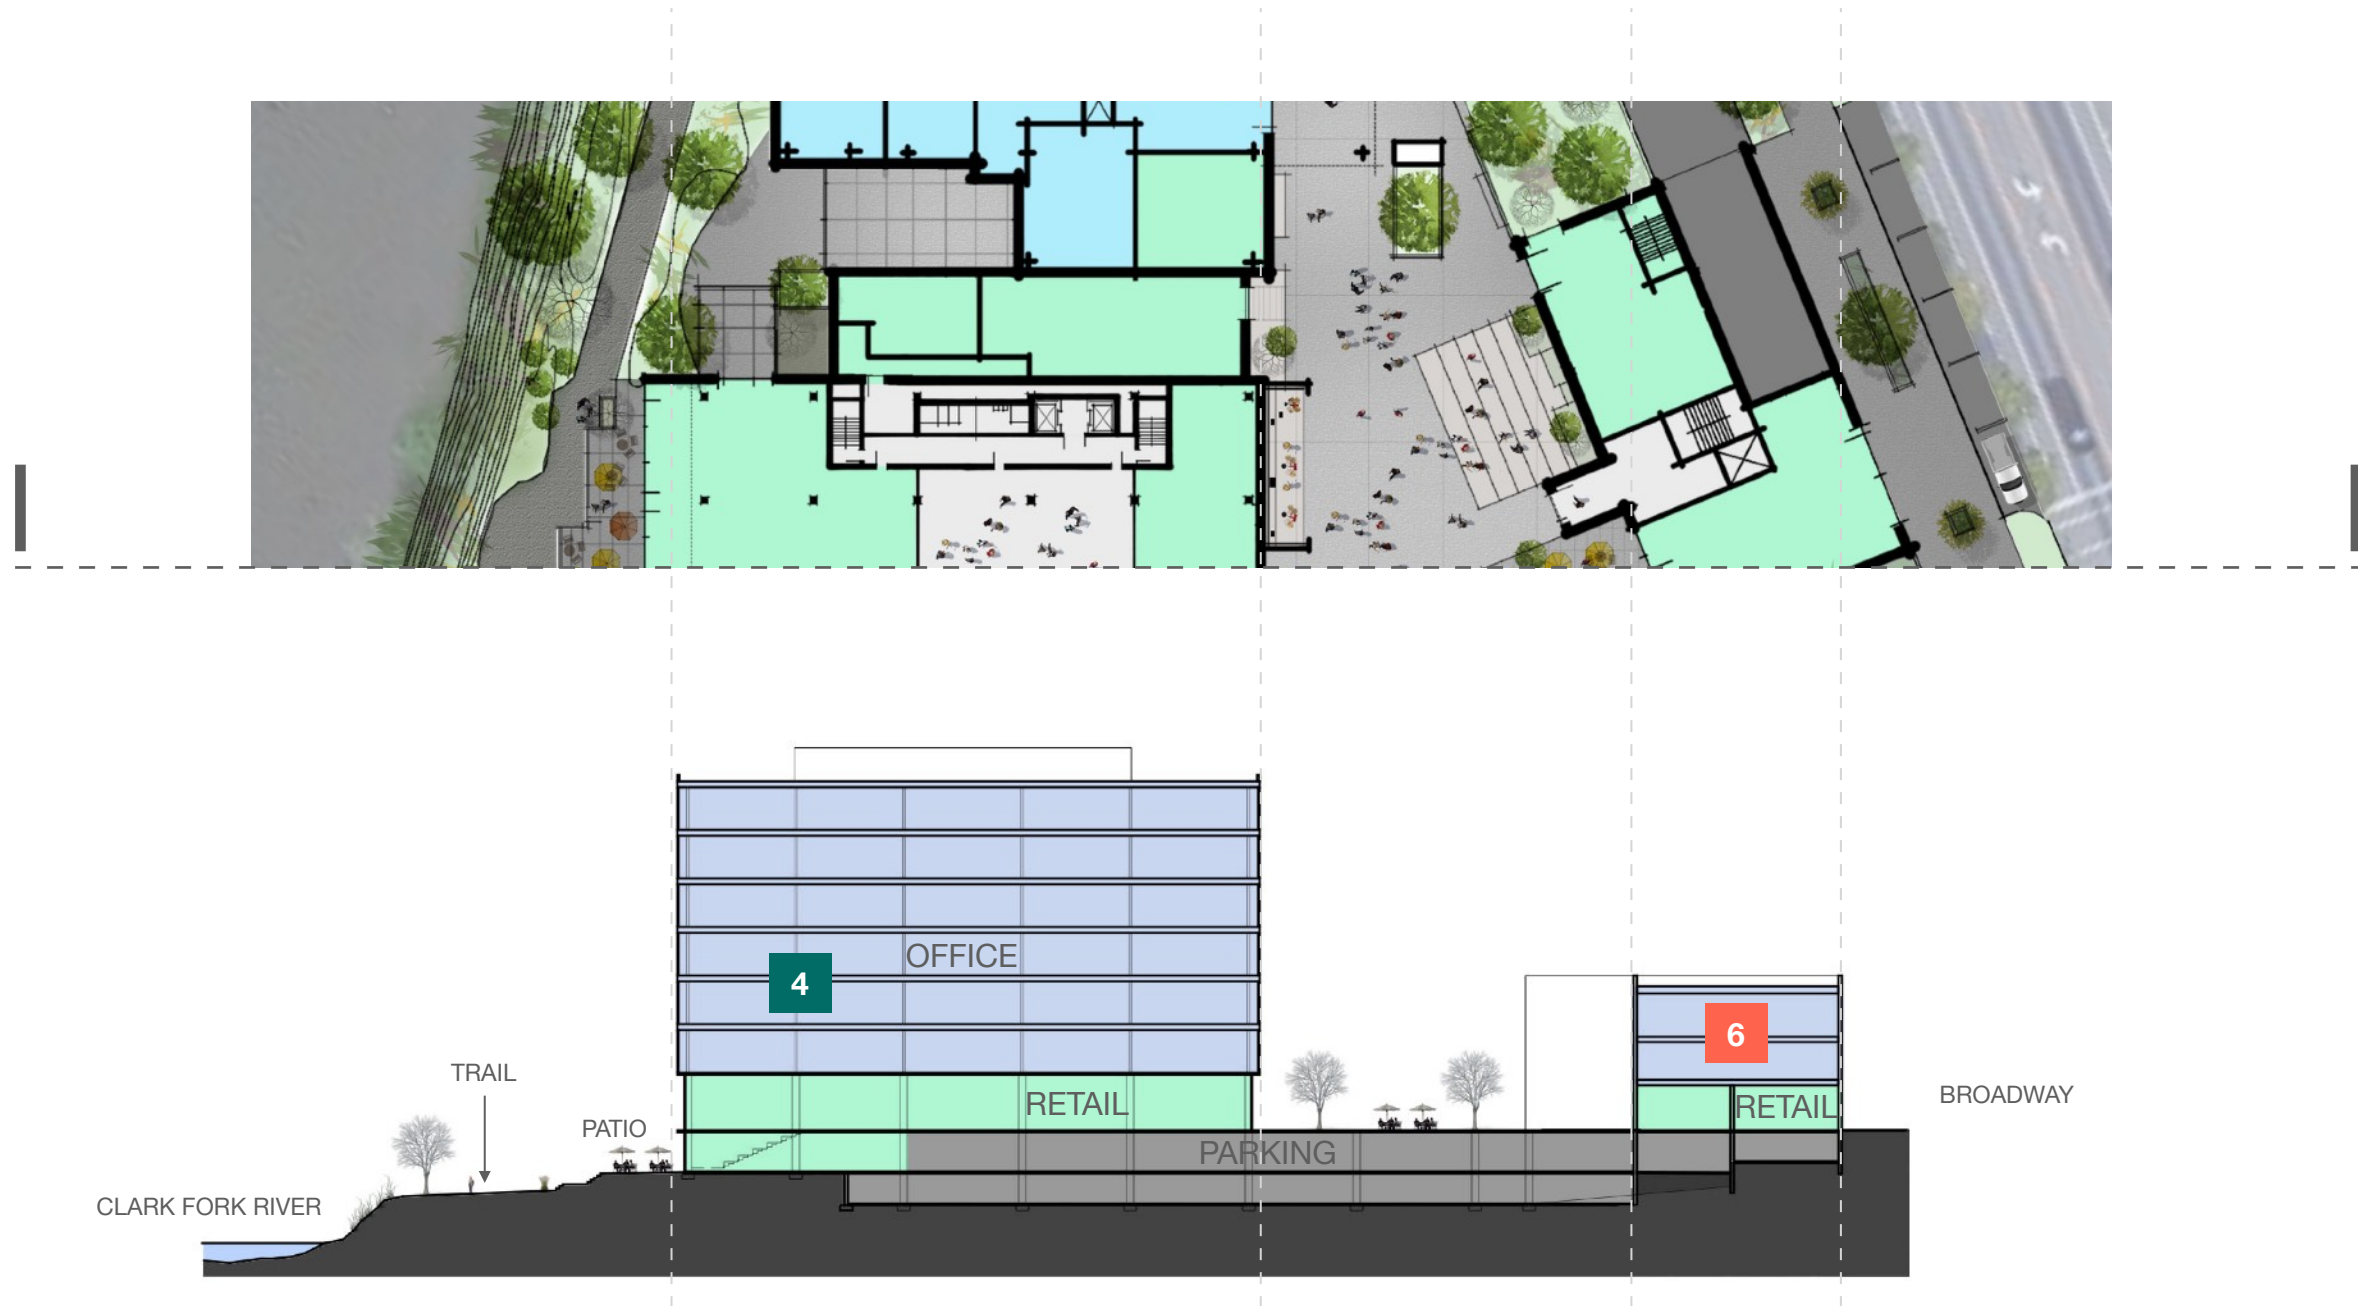 OFFICE
4
6
TRAIL
RETAIL
RETAIL
BROADWAY
PATIO
PARKING
CLARK FORK RIVER